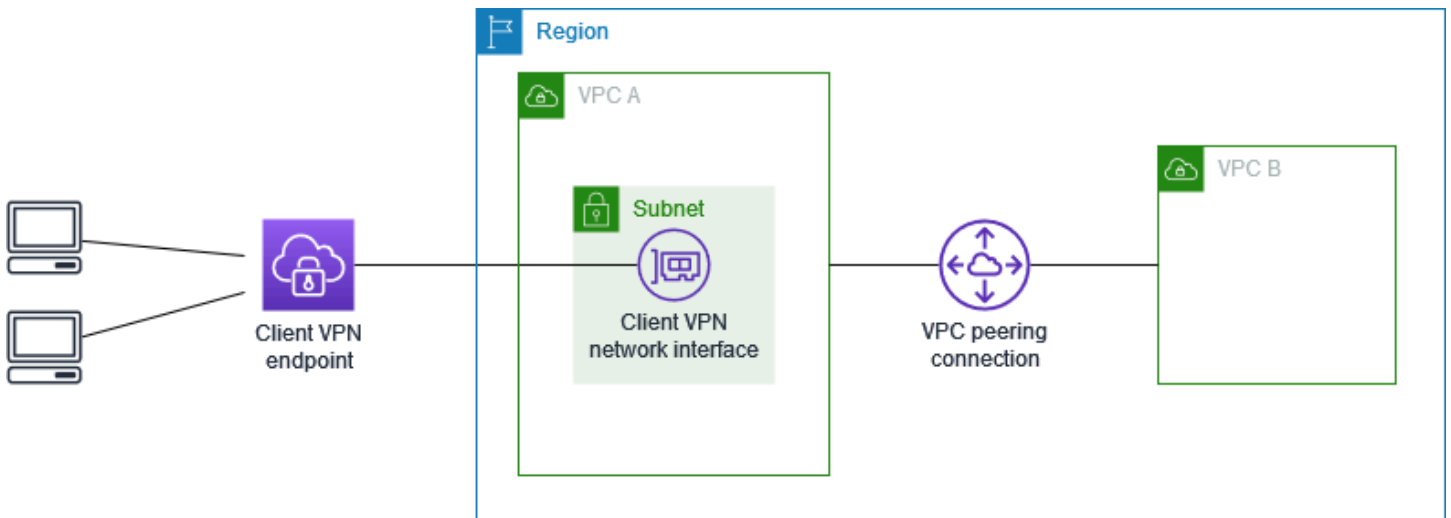 Region
VPC A
VPC B
Subnet
Client VPN
network interface
Client VPN
endpoint
VPC peering
connection